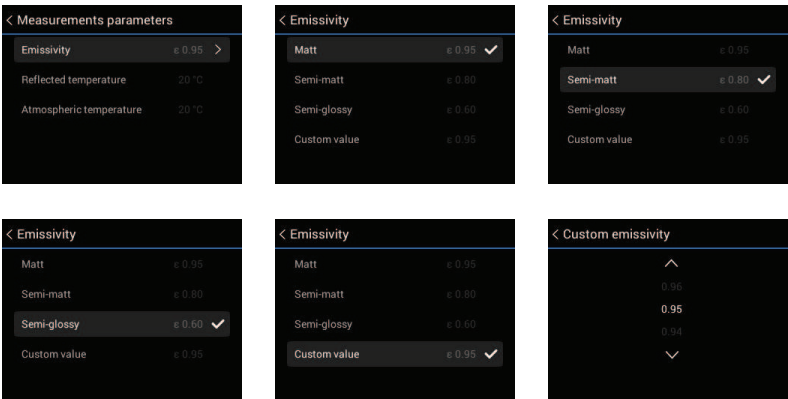 < Measurements parameters
Emissivity ε 0.95 >
Reflected temperature 20 °C
Atmospheric temperature 20 °C
< Emissivity
Matt ε 0.95 ✓
Semi-matt ε 0.80
Semi-glossy ε 0.60
Custom value ε 0.95
< Emissivity
Matt ε 0.95
Semi-matt ε 0.80 ✓
Semi-glossy ε 0.60
Custom value ε 0.95
< Emissivity
Matt ε 0.95
Semi-matt ε 0.80
Semi-glossy ε 0.60 ✓
Custom value ε 0.95
< Emissivity
Matt ε 0.95
Semi-matt ε 0.80
Semi-glossy ε 0.60
Custom value ε 0.95 ✓
< Custom emissivity
0.96
0.95
0.94